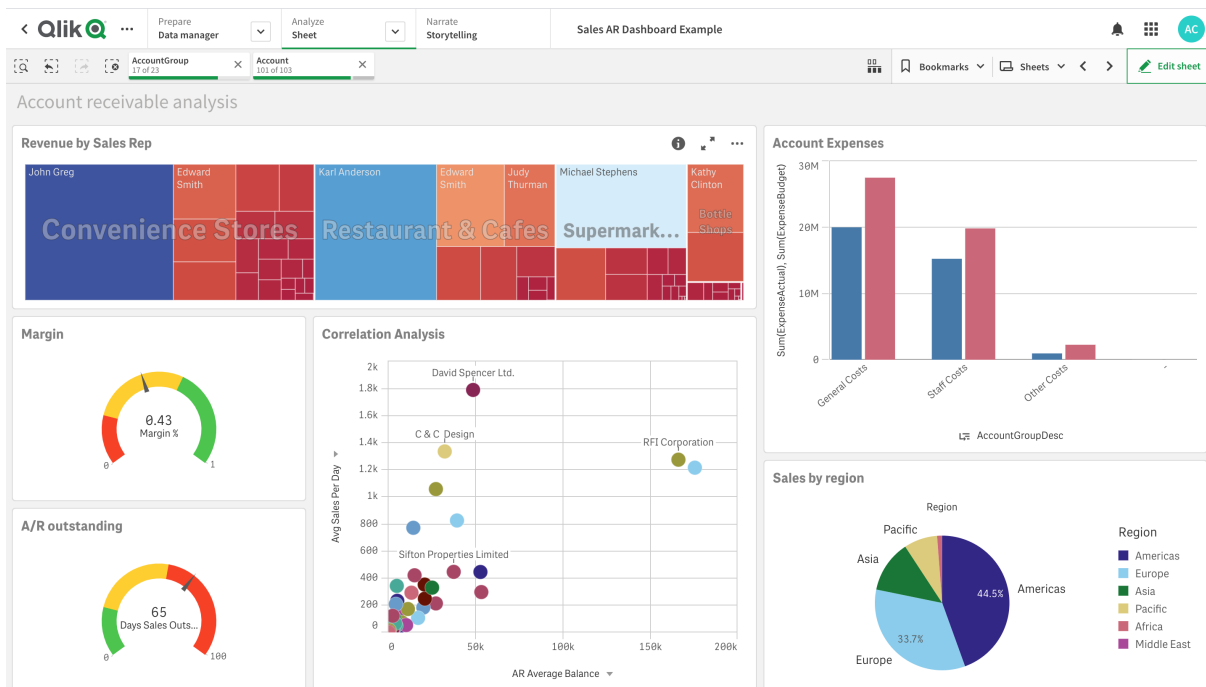 Qlik
Prepare
Data manager
Analyze
Sheet
Narrate
Storytelling
Sales AR Dashboard Example
AC
AccountGroup
17 of 23
Account
101 of 103
Bookmarks
Sheets
Edit sheet
Account receivable analysis
Revenue by Sales Rep
John Greg
Edward
Smith
Karl Anderson
Edward
Smith
Judy
Thurman
Michael Stephens
Kathy
Clinton
Convenience Stores
Restaurant & Cafes
Supermark...
Bottle
Shops
Account Expenses
Sum(ExpenseActual), Sum(ExpenseBudget)
30M
20M
10M
0
General Costs
Staff Costs
Other Costs
-
AccountGroupDesc
Margin
0.43
Margin %
0
1
A/R outstanding
65
Days Sales Outs...
0
100
Correlation Analysis
Avg Sales Per Day
2k
1.8k
1.6k
1.4k
1.2k
1k
800
600
400
200
0
David Spencer Ltd.
C & C Design
RFI Corporation
Sifton Properties Limited
0
50k
100k
150k
200k
AR Average Balance
Sales by region
Region
Pacific
Asia
Americas
Europe
44.5%
33.7%
Region
Americas
Europe
Asia
Pacific
Africa
Middle East